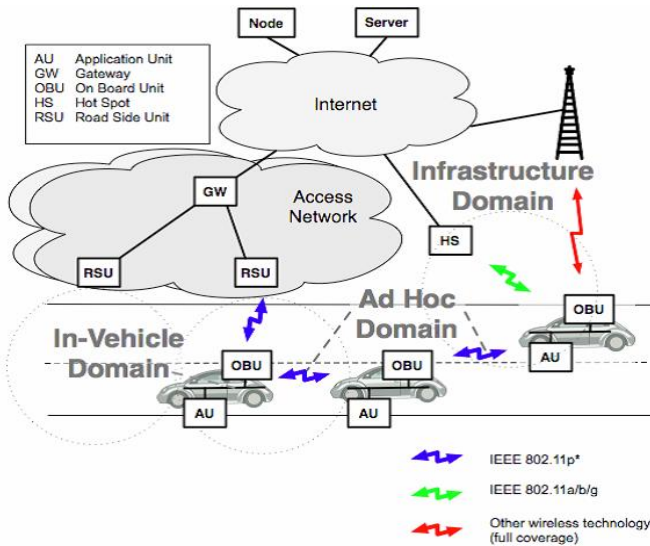 Node
Server
AU Application Unit
GW Gateway
OBU On Board Unit
HS Hot Spot
RSU Road Side Unit
Internet
Infrastructure
Domain
GW
Access
Network
HS
RSU
RSU
Ad Hoc
Domain
OBU
In-Vehicle
Domain
OBU
OBU
AU
AU
AU
IEEE 802.11p*
IEEE 802.11a/b/g
Other wireless technology
(full coverage)